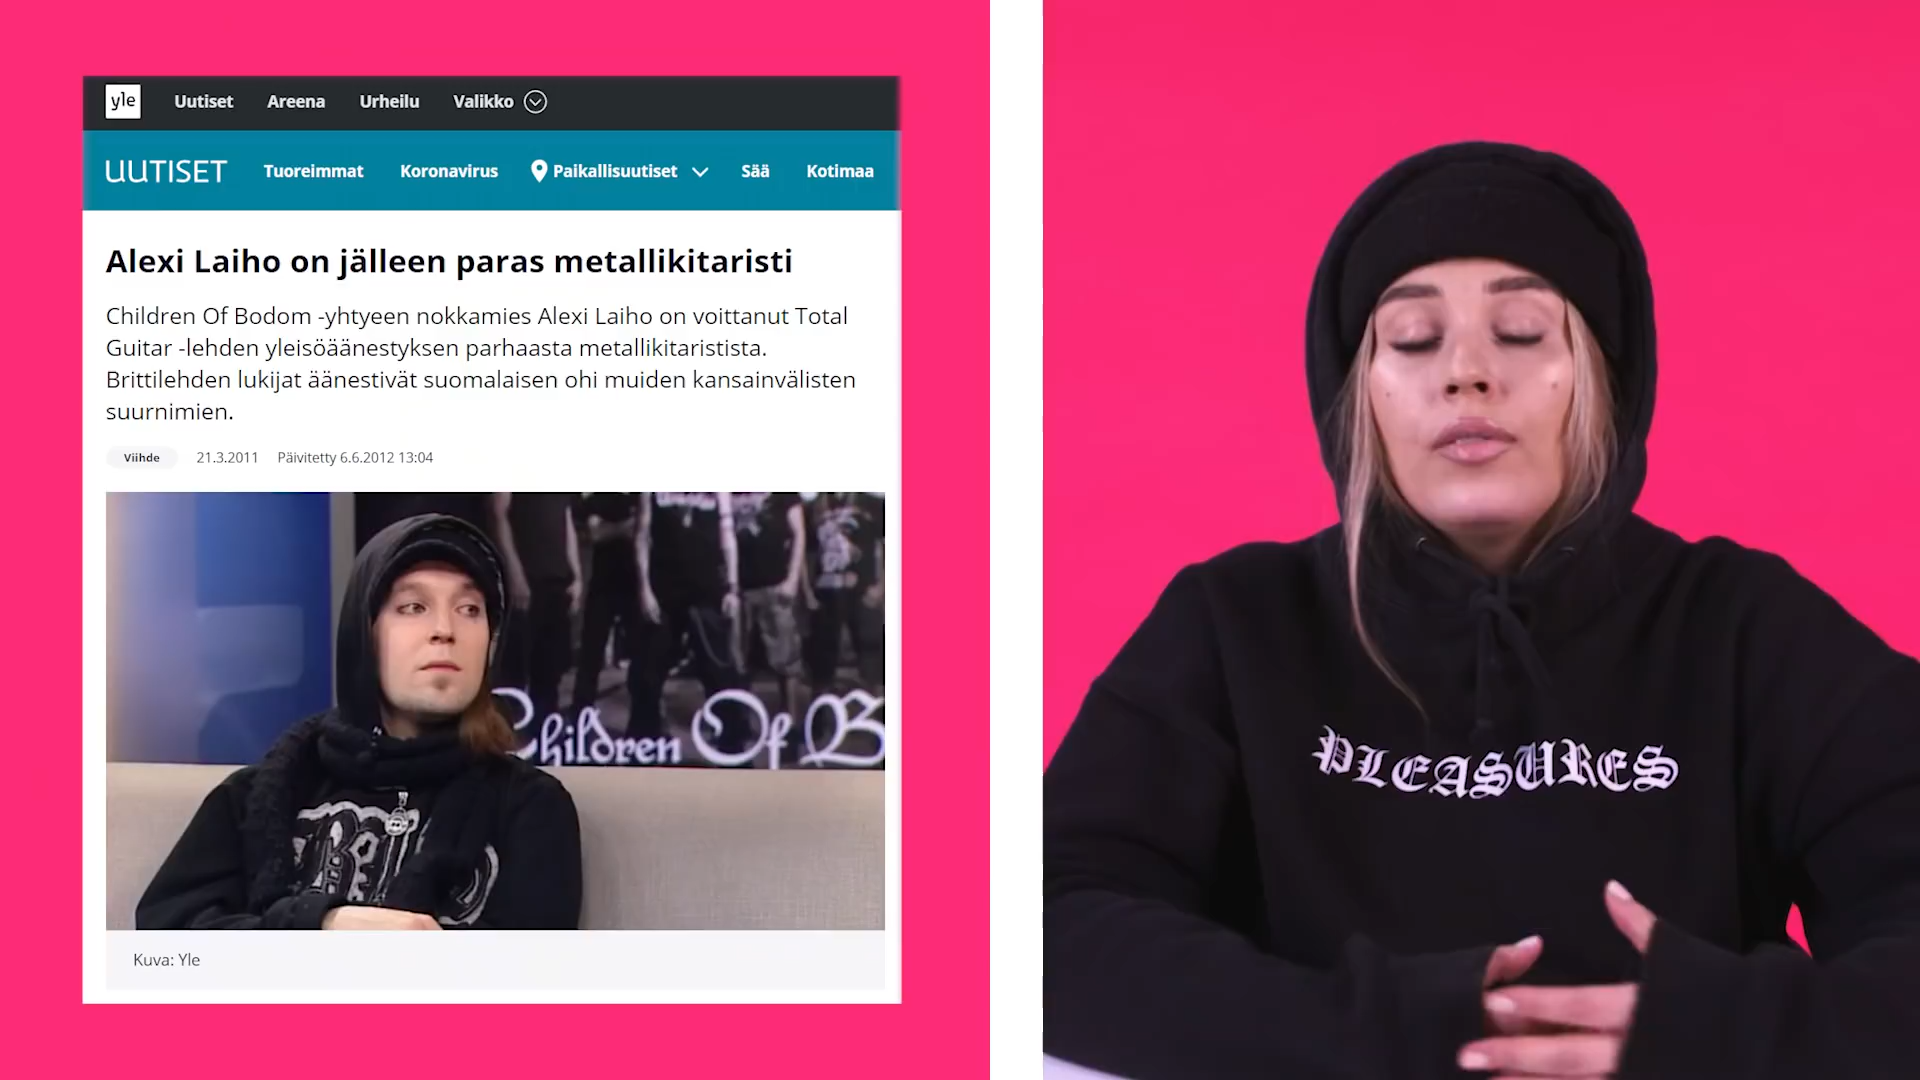 yle Uutiset Areena Urheilu Valikko
UUTISET Tuoreimmat Koronavirus Paikallisuutiset Sää Kotimaa
Alexi Laiho on jälleen paras metallikitaristi
Children Of Bodom -yhtyeen nokkamies Alexi Laiho on voittanut Total
Guitar -lehden yleisöäänestyksen parhaasta metallikitaristista.
Brittilehden lukijat äänestivät suomalaisen ohi muiden kansainvälisten
suurnimien.
Viihde 21.3.2011 Päivitetty 6.6.2012 13:04
Children Of B
Kuva: Yle
PLEASURES